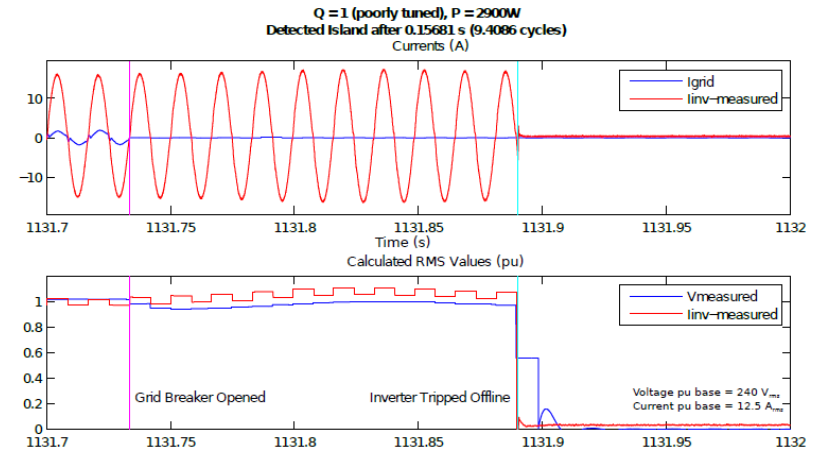 Q = 1 (poorly tuned), P = 2900W
Detected Island after 0.15681 s (9.4086 cycles)
Currents (A)
10
0
−10
Igrid
Iinv−measured
1131.7 1131.75 1131.8 1131.85 1131.9 1131.95 1132
Time (s)
Calculated RMS Values (pu)
1
0.8
0.6
0.4
0.2
0
Vmeasured
Iinv−measured
Grid Breaker Opened
Inverter Tripped Offline
Voltage pu base = 240 Vrms
Current pu base = 12.5 Arms
1131.7 1131.75 1131.8 1131.85 1131.9 1131.95 1132